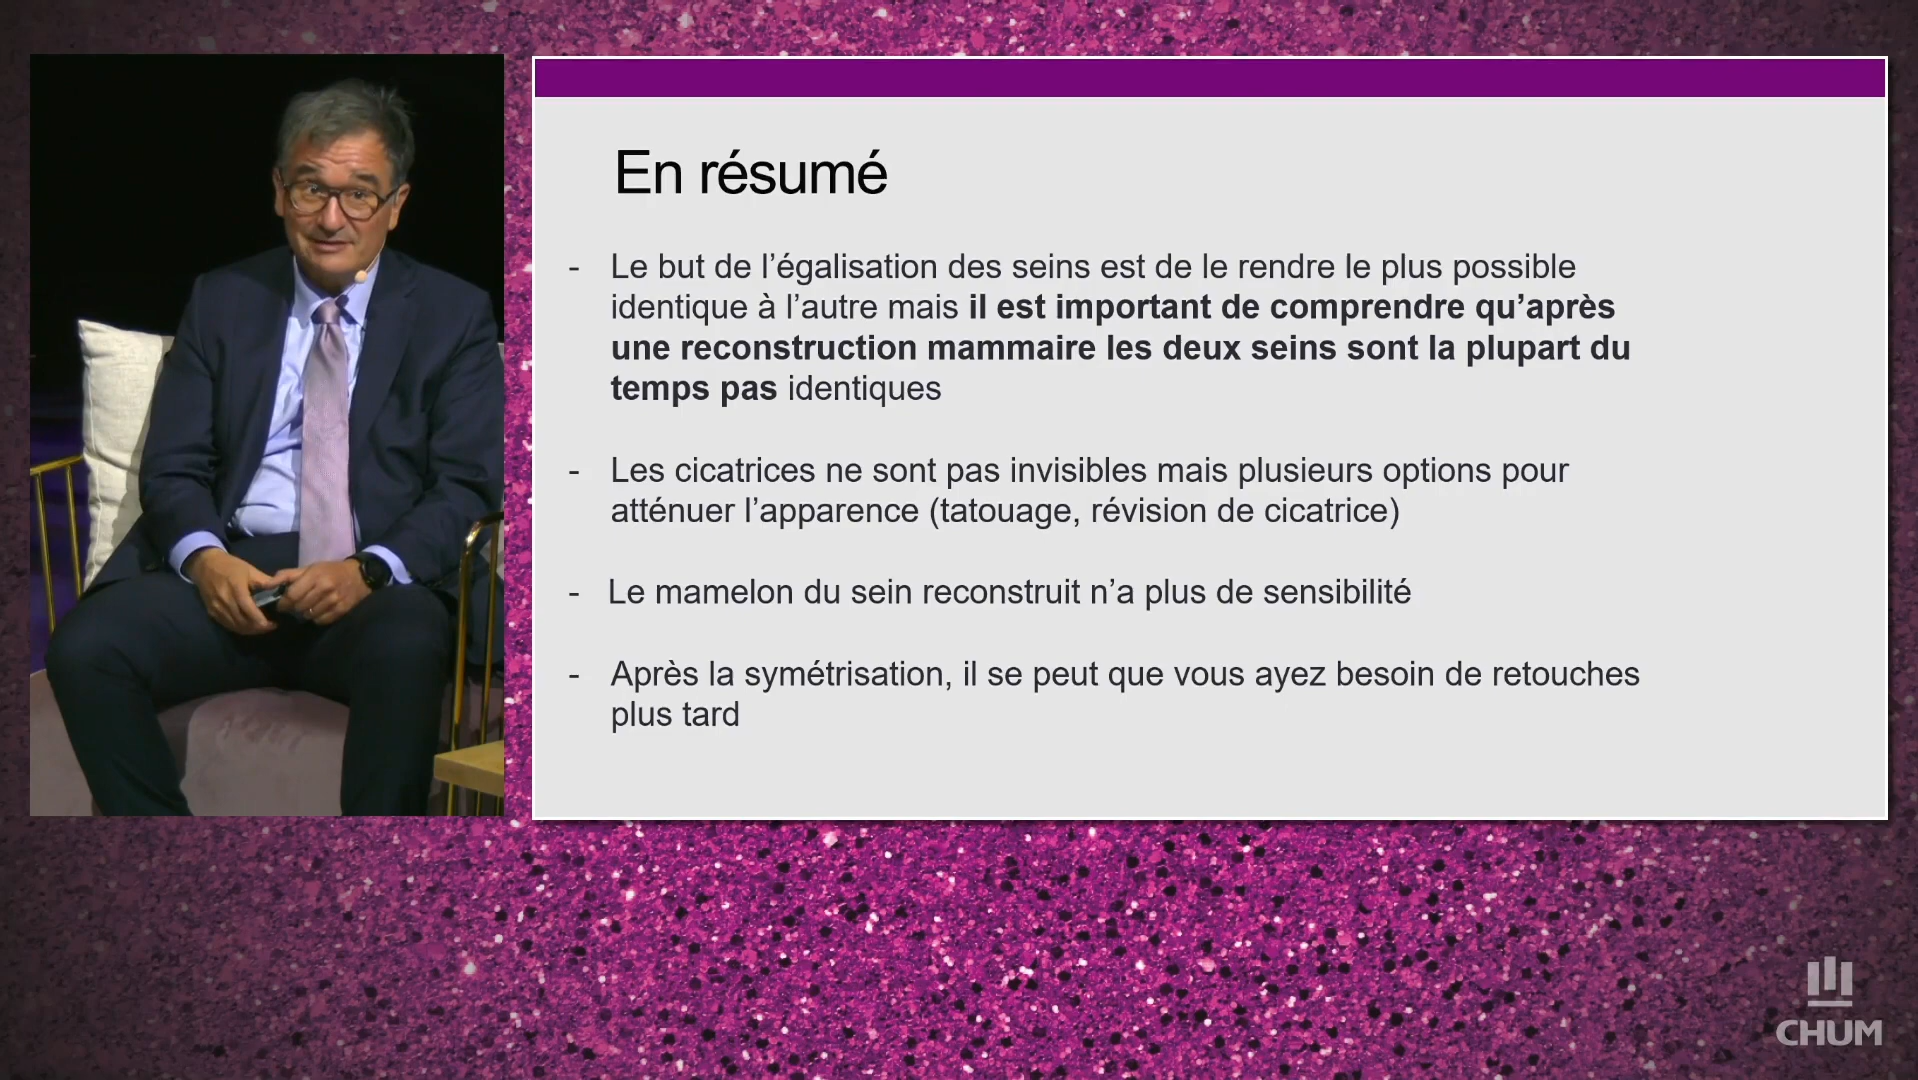 En résumé
- Le but de l’égalisation des seins est de le rendre le plus possible
identique à l’autre mais il est important de comprendre qu’après
une reconstruction mammaire les deux seins sont la plupart du
temps pas identiques
- Les cicatrices ne sont pas invisibles mais plusieurs options pour
atténuer l’apparence (tatouage, révision de cicatrice)
- Le mamelon du sein reconstruit n’a plus de sensibilité
- Après la symétrisation, il se peut que vous ayez besoin de retouches
plus tard
CHUM